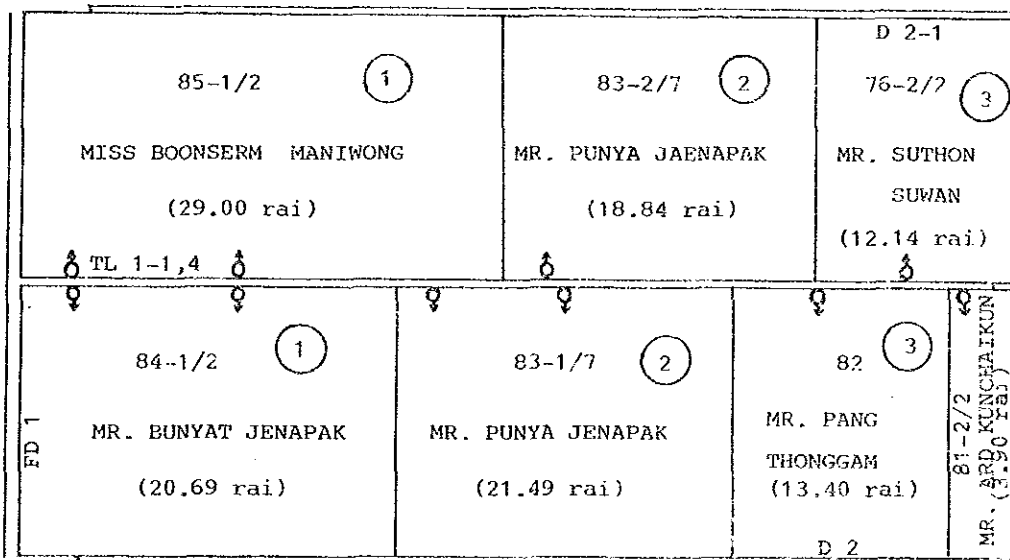 D 2-1
85-1/2
1
83-2/7
2
76-2/?
3
MISS BOONSERM MANIWONG
MR. PUNYA JAENAPAK
MR. SUTHON
SUWAN
(29.00 rai)
(18.84 rai)
(12.14 rai)
TL 1-1,4
84-1/2
1
83-1/7
2
82
3
FD 1
MR. BUNYAT JENAPAK
MR. PUNYA JENAPAK
MR. PANG
THONGGAM
(20.69 rai)
(21.49 rai)
(13.40 rai)
81-2/2
MR. ARD KUNCHAIKUN
(3.90 rai)
D 2